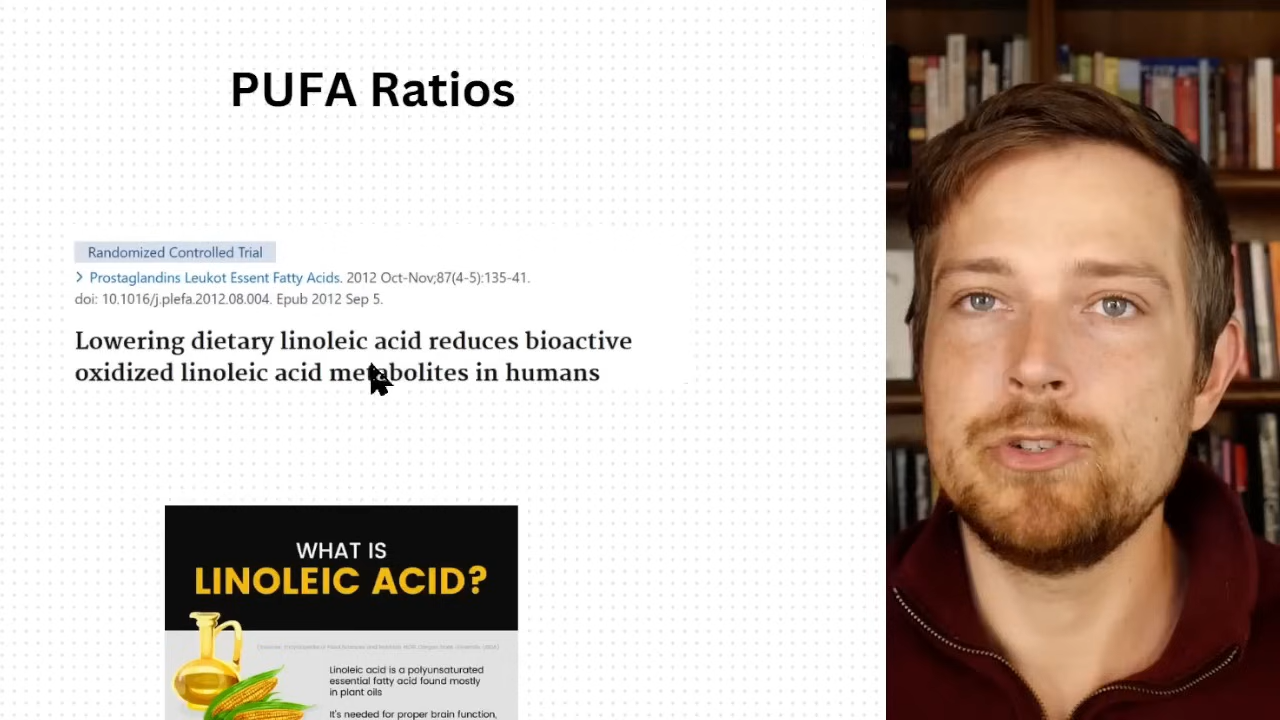 PUFA Ratios
Randomized Controlled Trial
> Prostaglandins Leukot Essent Fatty Acids. 2012 Oct-Nov;87(4-5):135-41.
doi: 10.1016/j.plefa.2012.08.004. Epub 2012 Sep 5.
Lowering dietary linoleic acid reduces bioactive
oxidized linoleic acid metabolites in humans
WHAT IS
LINOLEIC ACID?
Linoleic acid is a polyunsaturated
essential fatty acid found mostly
in plant oils
It's needed for proper brain function,